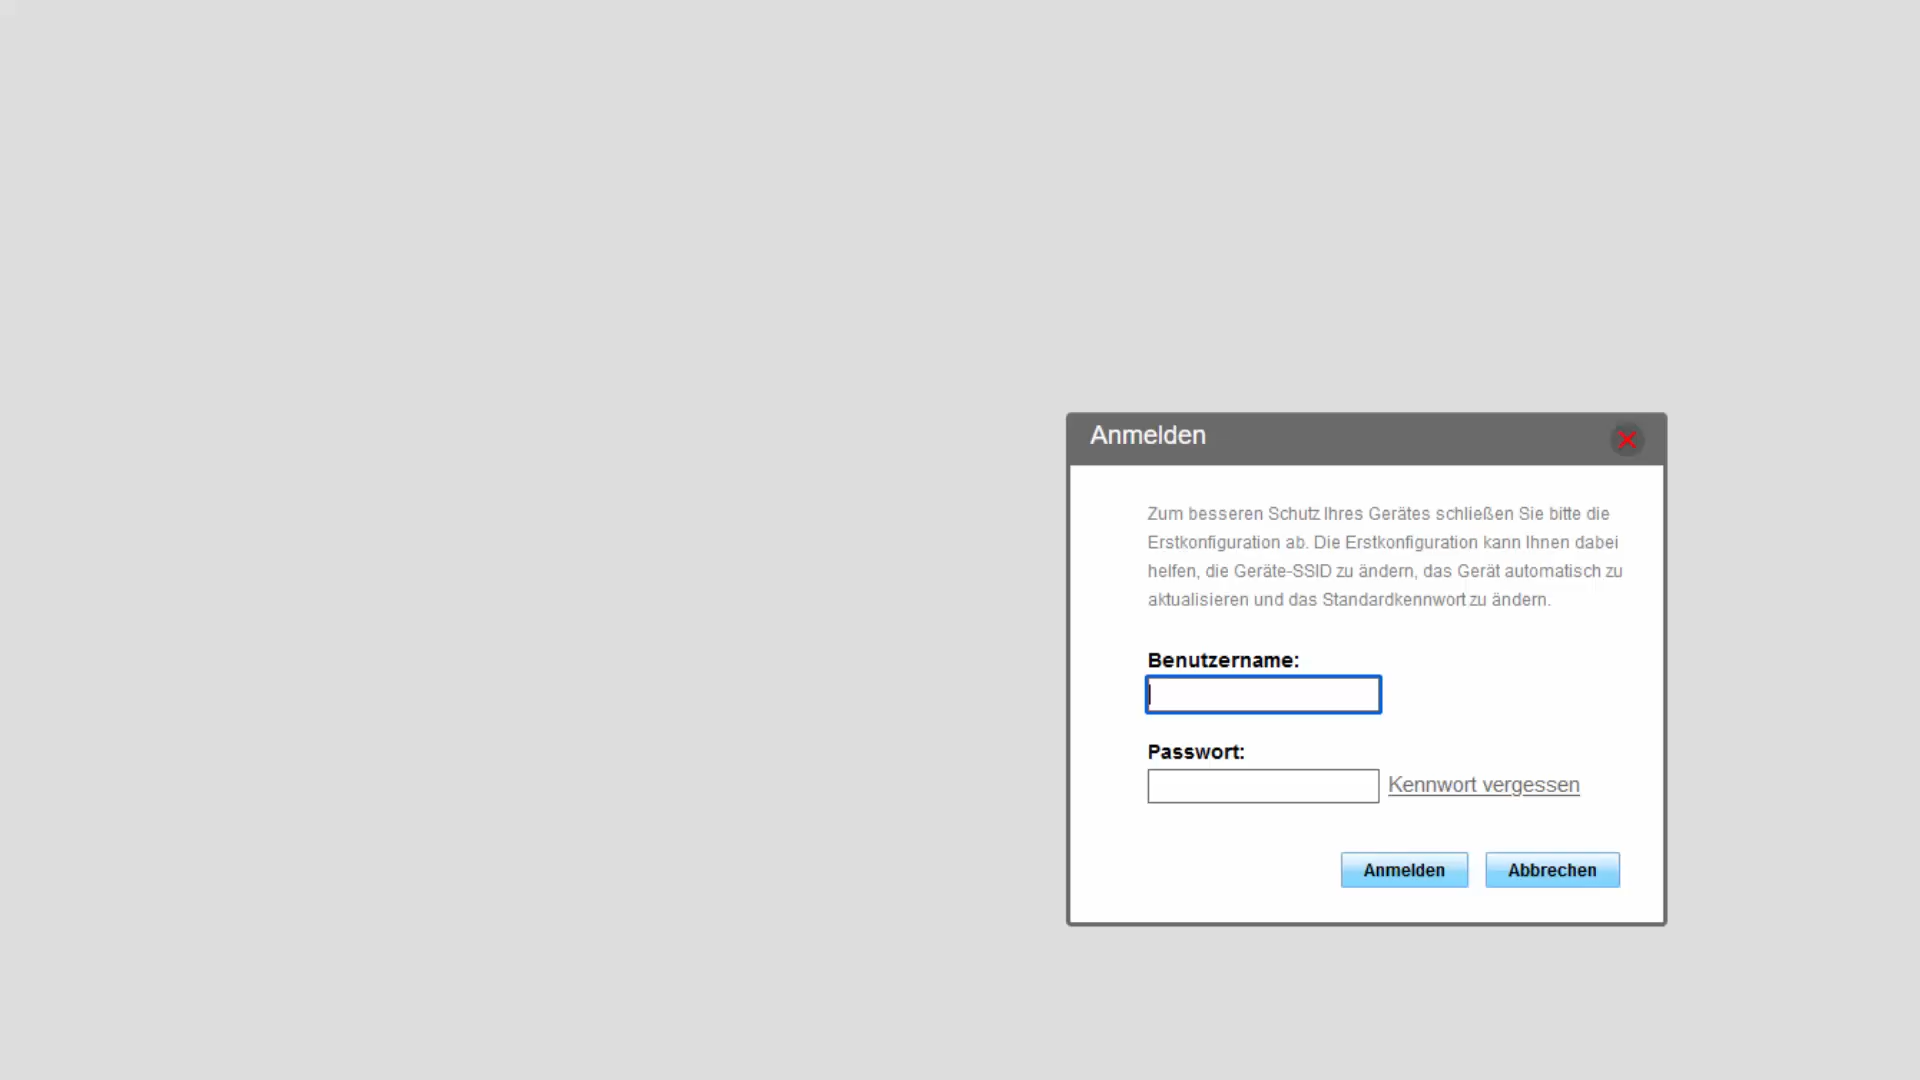 Anmelden
Zum besseren Schutz Ihres Gerätes schließen Sie bitte die
Erstkonfiguration ab. Die Erstkonfiguration kann Ihnen dabei
helfen, die Geräte-SSID zu ändern, das Gerät automatisch zu
aktualisieren und das Standardkennwort zu ändern.
Benutzername:
Passwort:
Kennwort vergessen
Anmelden Abbrechen